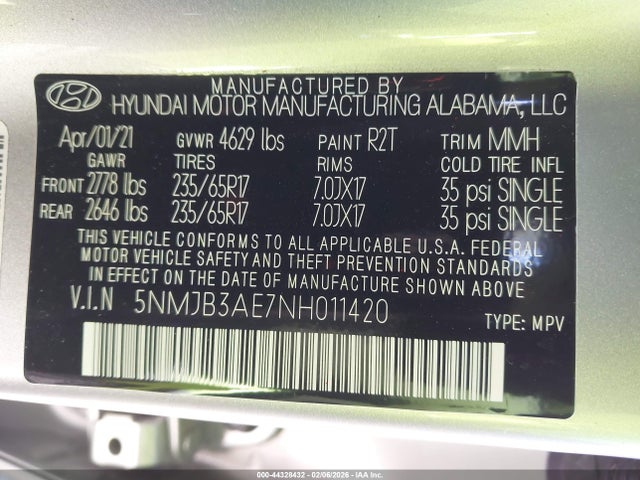 MANUFACTURED BY
HYUNDAI MOTOR MANUFACTURING ALABAMA, LLC
Apr/01/21 GVWR 4629 lbs PAINT R2T TRIM MMH
GAWR TIRES RIMS COLD TIRE INFL
FRONT 2778 lbs 235/65R17 7.0JX17 35 psi SINGLE
REAR 2646 lbs 235/65R17 7.0JX17 35 psi SINGLE
THIS VEHICLE CONFORMS TO ALL APPLICABLE U.S.A. FEDERAL
MOTOR VEHICLE SAFETY AND THEFT PREVENTION STANDARDS
IN EFFECT ON THE DATE OF MANUFACTURE SHOWN ABOVE.
V.I.N 5NMJB3AE7NH011420
TYPE: MPV
000-44328432 - 02/06/2026 - IAA, Inc.